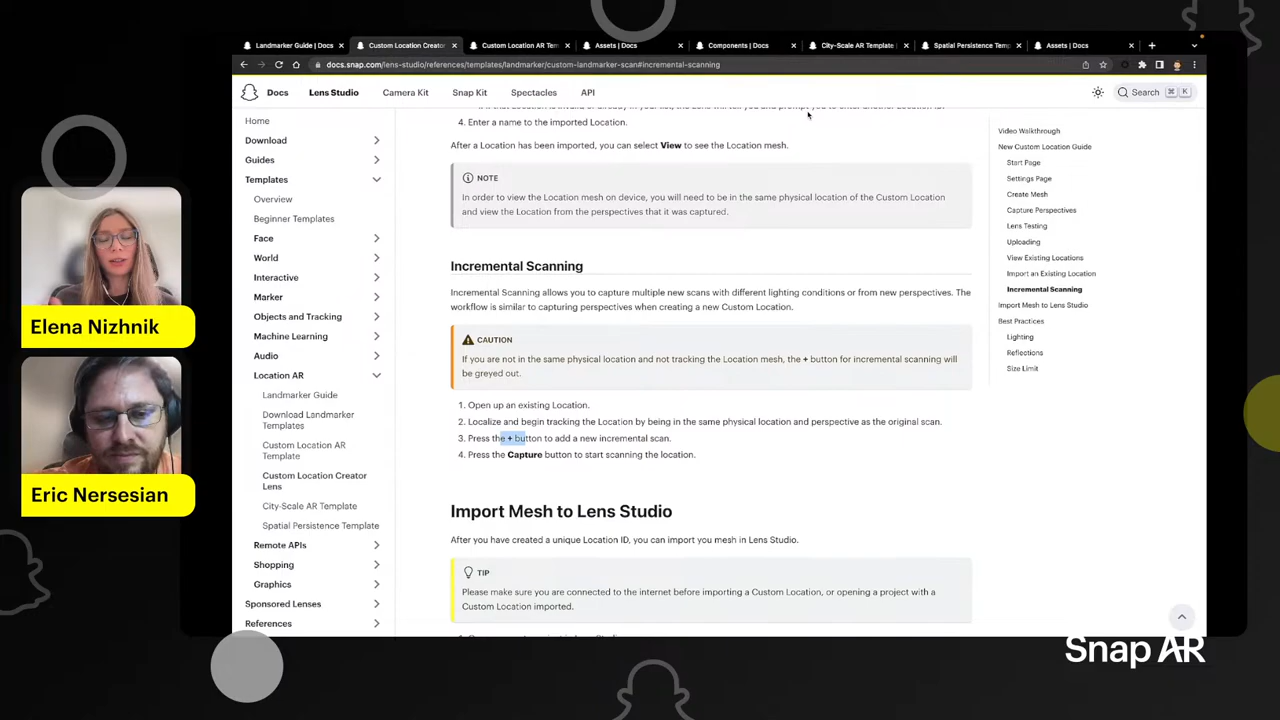 Landmarker Guide | Docs
Custom Location Creator
Custom Location AR Tem
Assets | Docs
Components | Docs
City-Scale AR Template
Spatial Persistence Temp
Assets | Docs
docs.snap.com/lens-studio/references/templates/landmarker/custom-landmarker-scan#incremental-scanning
Docs
Lens Studio
Camera Kit
Snap Kit
Spectacles
API
Search ⌘ K
Home
Download
Guides
Templates
Overview
Beginner Templates
Face
World
Interactive
Marker
Objects and Tracking
Machine Learning
Audio
Location AR
Landmarker Guide
Download Landmarker
Templates
Custom Location AR
Template
Custom Location Creator
Lens
City-Scale AR Template
Spatial Persistence Template
Remote APIs
Shopping
Graphics
Sponsored Lenses
References
4. Enter a name to the imported Location.
After a Location has been imported, you can select View to see the Location mesh.
NOTE
In order to view the Location mesh on device, you will need to be in the same physical location of the Custom Location
and view the Location from the perspectives that it was captured.
Incremental Scanning
Incremental Scanning allows you to capture multiple new scans with different lighting conditions or from new perspectives. The
workflow is similar to capturing perspectives when creating a new Custom Location.
CAUTION
If you are not in the same physical location and not tracking the Location mesh, the + button for incremental scanning will
be greyed out.
1. Open up an existing Location.
2. Localize and begin tracking the Location by being in the same physical location and perspective as the original scan.
3. Press the + button to add a new incremental scan.
4. Press the Capture button to start scanning the location.
Import Mesh to Lens Studio
After you have created a unique Location ID, you can import you mesh in Lens Studio.
TIP
Please make sure you are connected to the internet before importing a Custom Location, or opening a project with a
Custom Location imported.
Video Walkthrough
New Custom Location Guide
Start Page
Settings Page
Create Mesh
Capture Perspectives
Lens Testing
Uploading
View Existing Locations
Import an Existing Location
Incremental Scanning
Import Mesh to Lens Studio
Best Practices
Lighting
Reflections
Size Limit
Elena Nizhnik
Eric Nersesian
Snap AR